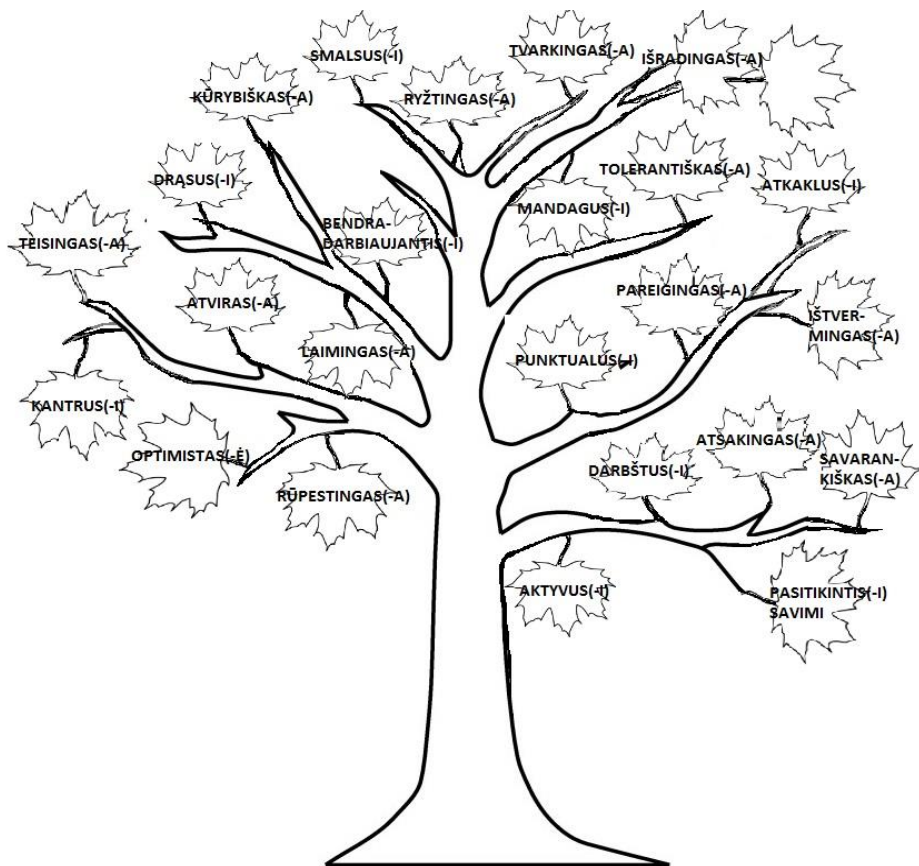 SMALSUS(-I)
TVARKINGAS(-A)
IŠRADINGAS(-A)
KŪRYBIŠKAS(-A)
RYŽTINGAS(-A)
DRĄSUS(-I)
TOLERANTIŠKAS(-A)
ATKAKLUS(-I)
MANDAGUS(-I)
TEISINGAS(-A)
BENDRA-
DARBIAUJANTIS(-I)
ATVIRAS(-A)
PAREIGINGAS(-A)
IŠTVER-
MINGAS(-A)
LAIMINGAS(-A)
PUNKTUALUS(-I)
KANTRUS(-I)
OPTIMISTAS(-Ė)
RŪPESTINGAS(-A)
DARBŠTUS(-I)
ATSAKINGAS(-A)
SAVARAN-
KIŠKAS(-A)
AKTYVUS(-I)
PASITIKINTIS(-I)
SAVIMI